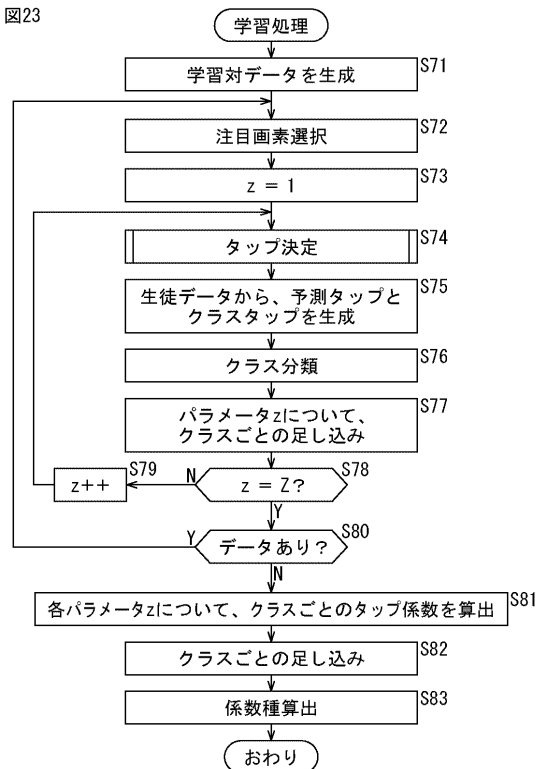 図23
学習処理
学習対データを生成
S71
注目画素選択
S72
z = 1
S73
タップ決定
S74
生徒データから、予測タップと
クラスタップを生成
S75
クラス分類
S76
パラメータzについて、
クラスごとの足し込み
S77
z = Z?
S78
N
z++
S79
Y
データあり?
S80
Y
N
各パラメータzについて、クラスごとのタップ係数を算出
S81
クラスごとの足し込み
S82
係数種算出
S83
おわり